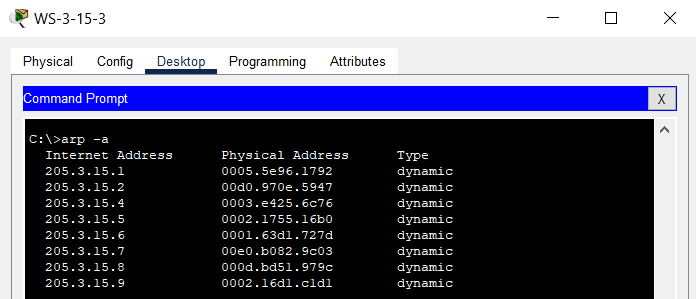 WS-3-15-3
Physical Config Desktop Programming Attributes
Command Prompt X
C:\>arp -a
Internet Address Physical Address Type
205.3.15.1 0005.5e96.1792 dynamic
205.3.15.2 00d0.970e.5947 dynamic
205.3.15.4 0003.e425.6c76 dynamic
205.3.15.5 0002.1755.16b0 dynamic
205.3.15.6 0001.63d1.727d dynamic
205.3.15.7 00e0.b082.9c03 dynamic
205.3.15.8 000d.bd51.979c dynamic
205.3.15.9 0002.16d1.c1d1 dynamic